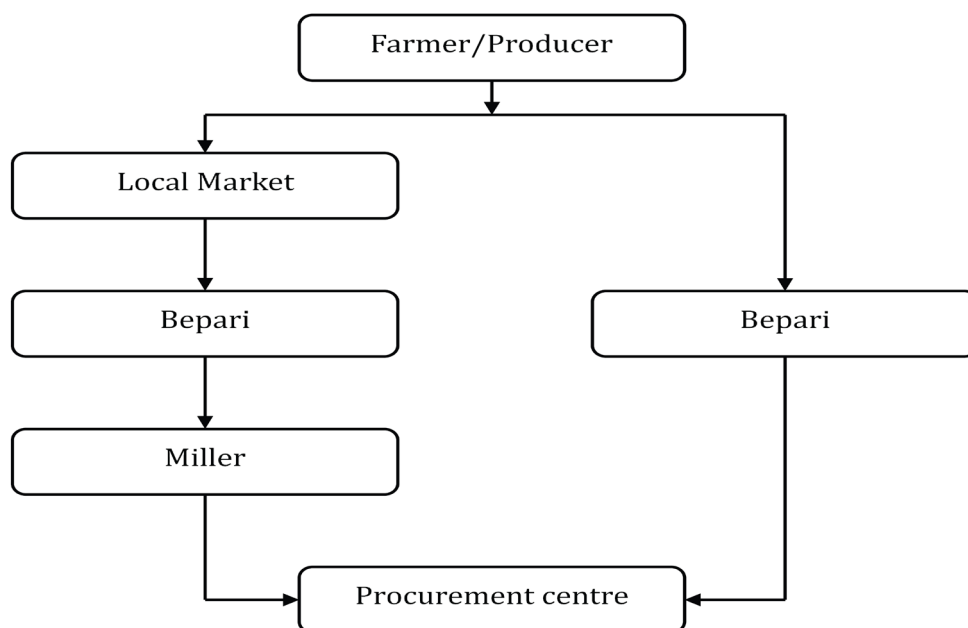 Farmer/Producer
Local Market
Bepari
Bepari
Miller
Procurement centre